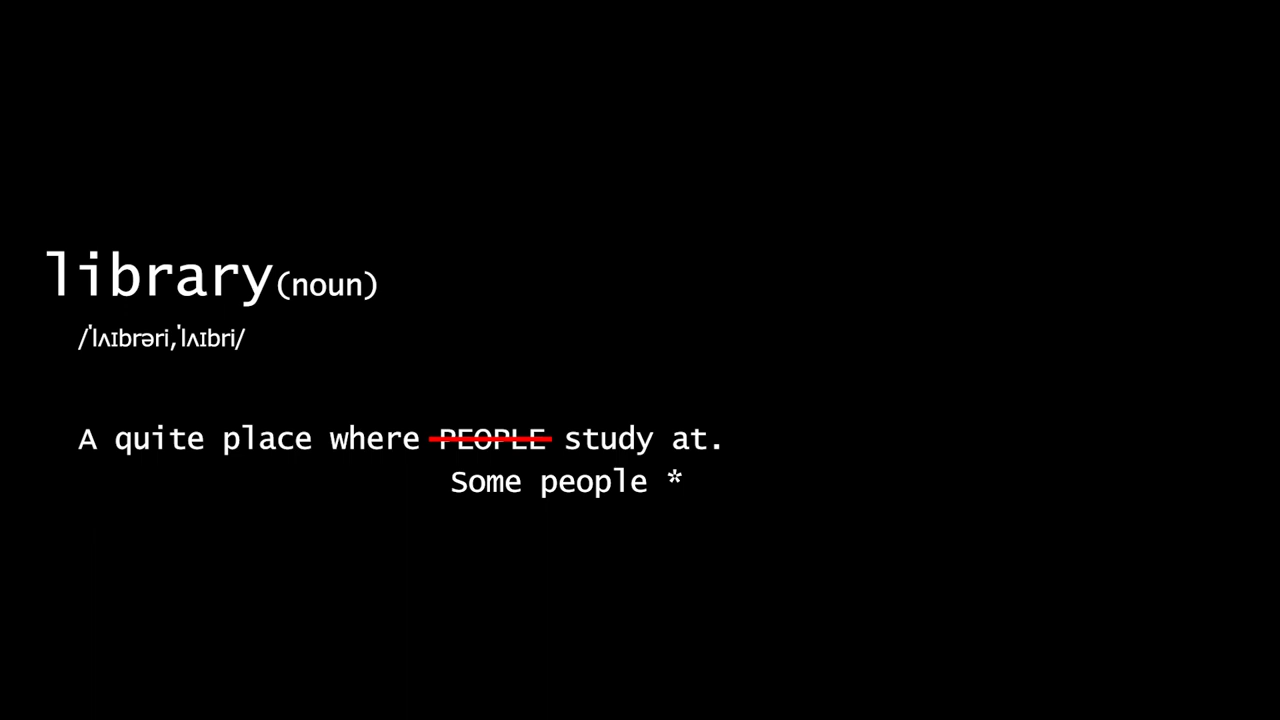 library(noun)
/ˈlʌɪbrəri,ˈlʌɪbri/
A quite place where PEOPLE study at.
Some people *